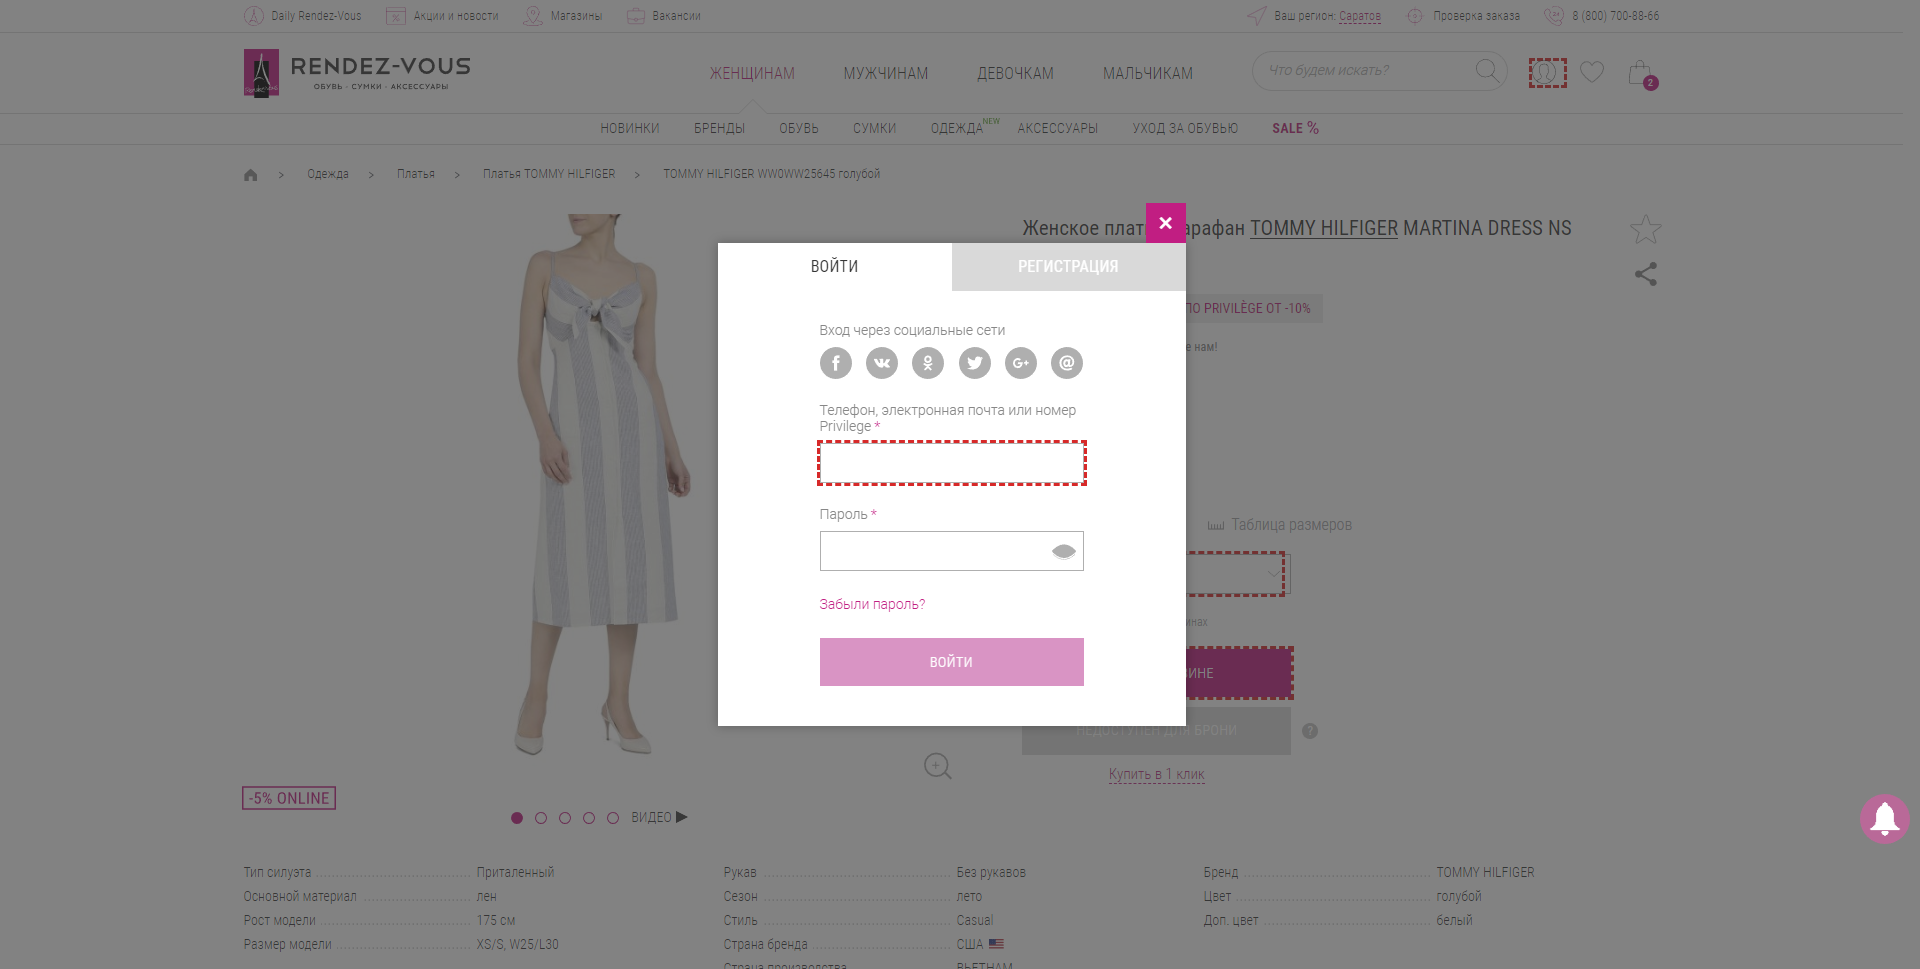 Daily Rendez-Vous Акции и новости Магазины Вакансии Ваш регион: Саратов Проверка заказа 8 (800) 700-88-66
RENDEZ-VOUS
ОБУВЬ · СУМКИ · АКСЕССУАРЫ
ЖЕНЩИНАМ МУЖЧИНАМ ДЕВОЧКАМ МАЛЬЧИКАМ
Что будем искать?
2
НОВИНКИ БРЕНДЫ ОБУВЬ СУМКИ ОДЕЖДА NEW АКСЕССУАРЫ УХОД ЗА ОБУВЬЮ SALE %
Одежда > Платья > Платья TOMMY HILFIGER > TOMMY HILFIGER WW0WW25645 голубой
Женское плат арафан TOMMY HILFIGER MARTINA DRESS NS
ВОЙТИ РЕГИСТРАЦИЯ
ПО PRIVILÈGE ОТ -10%
Вход через социальные сети
е нам!
Телефон, электронная почта или номер
Privilege *
Пароль *
Таблица размеров
Забыли пароль?
инах
ВОЙТИ
ЗИНЕ
НЕДОСТУПЕН ДЛЯ БРОНИ ?
Купить в 1 клик
-5% ONLINE
ВИДЕО
Тип силуэта Приталенный Рукав Без рукавов Бренд TOMMY HILFIGER
Основной материал лен Сезон лето Цвет голубой
Рост модели 175 см Стиль Casual Доп. цвет белый
Размер модели XS/S, W25/L30 Страна бренда США
Страна производства ВЬЕТНАМ